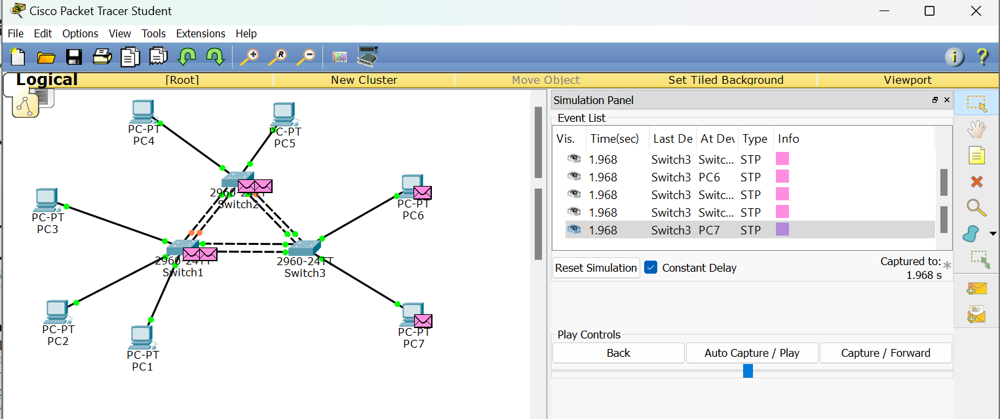 Cisco Packet Tracer Student
File Edit Options View Tools Extensions Help
R
i ?
Logical [Root] New Cluster Move Object Set Tiled Background Viewport
Simulation Panel
Event List
Vis. Time(sec) Last De At Dev Type Info
1.968 Switch3 Switc... STP
1.968 Switch3 PC6 STP
1.968 Switch3 Switc... STP
1.968 Switch3 Switc... STP
1.968 Switch3 PC7 STP
Reset Simulation Constant Delay
Captured to:
1.968 s
Play Controls
Back Auto Capture / Play Capture / Forward
PC-PT
PC4
PC-PT
PC5
Switch2
PC-PT
PC6
PC-PT
PC3
Switch1
2960-24TT
Switch3
PC-PT
PC2
PC-PT
PC1
PC-PT
PC7